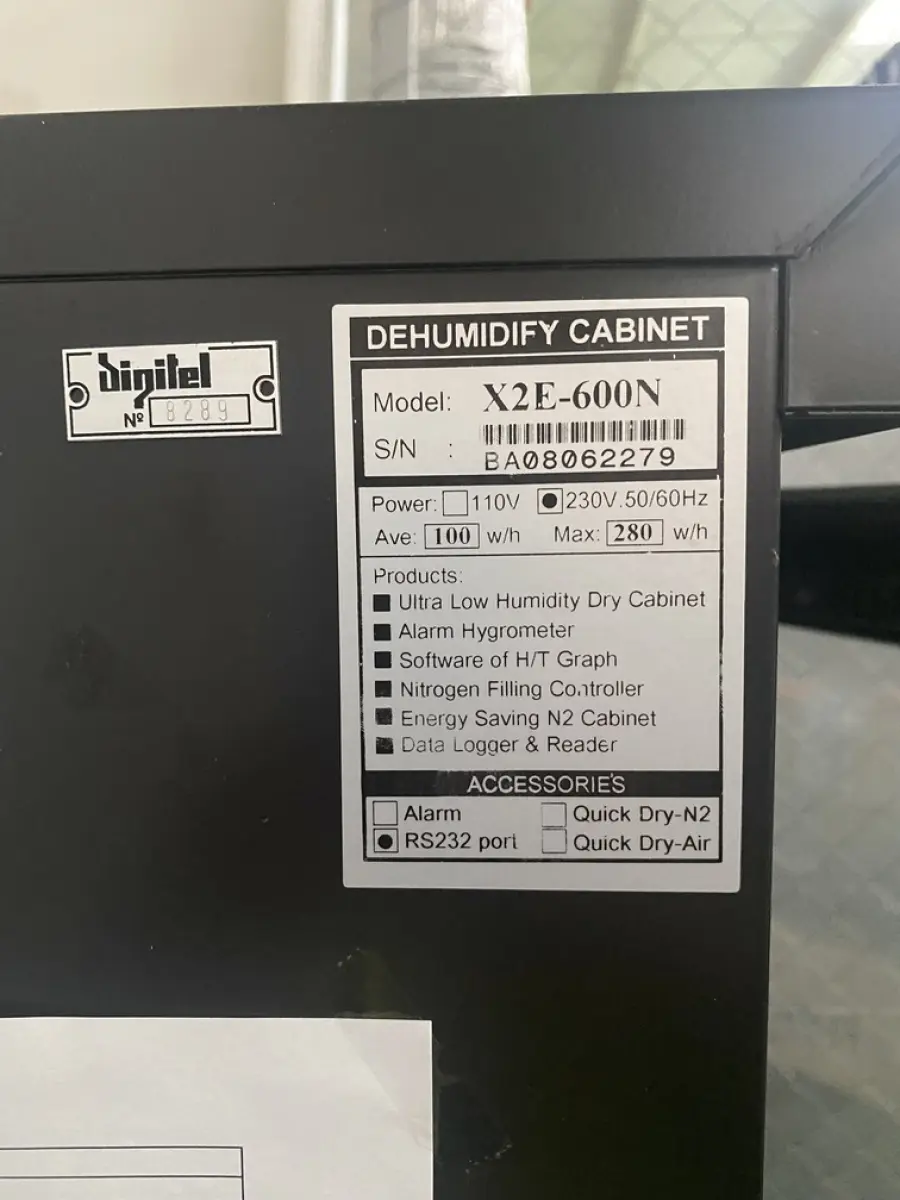 Digitel
Nº 8289
DEHUMIDIFY CABINET
Model: X2E-600N
S/N : BA08062279
Power: 110V 230V.50/60Hz
Ave: 100 w/h Max: 280 w/h
Products:
Ultra Low Humidity Dry Cabinet
Alarm Hygrometer
Software of H/T Graph
Nitrogen Filling Controller
Energy Saving N2 Cabinet
Data Logger & Reader
ACCESSORIE'S
Alarm Quick Dry-N2
RS232 port Quick Dry-Air